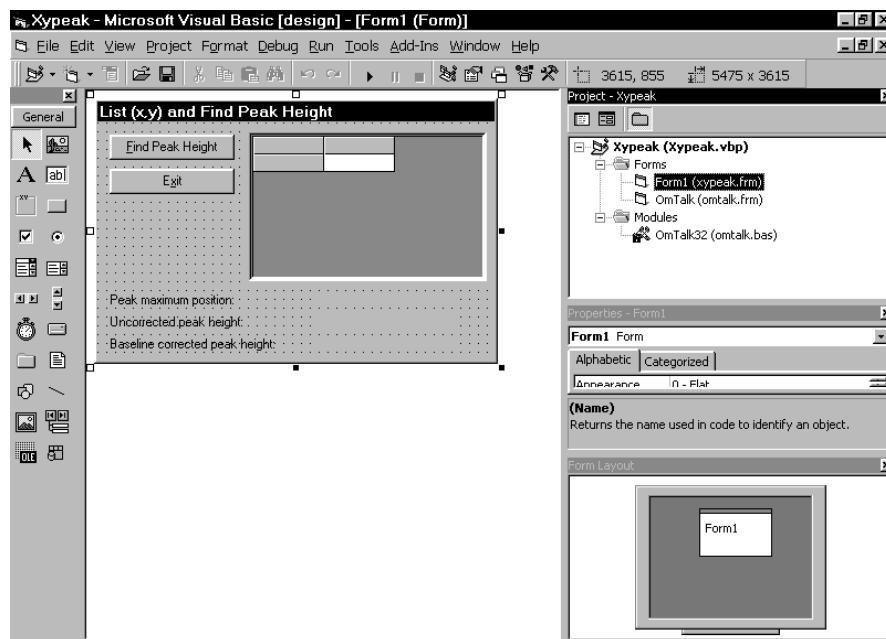 Xypeak - Microsoft Visual Basic [design] - [Form1 (Form)]
File Edit View Project Format Debug Run Tools Add-Ins Window Help
3615, 855 5475 x 3615
General
A ab
XY
OLE
List (x,y) and Find Peak Height
Find Peak Height
Exit
Peak maximum position:
Uncorrected peak height:
Baseline corrected peak height:
Project - Xypeak
Xypeak (Xypeak.vbp)
Forms
Form1 (xypeak.frm)
OmTalk (omtalk.frm)
Modules
OmTalk32 (omtalk.bas)
Properties - Form1
Form1 Form
Alphabetic Categorized
Appearance 0 - Flat
(Name)
Returns the name used in code to identify an object.
Form Layout
Form1